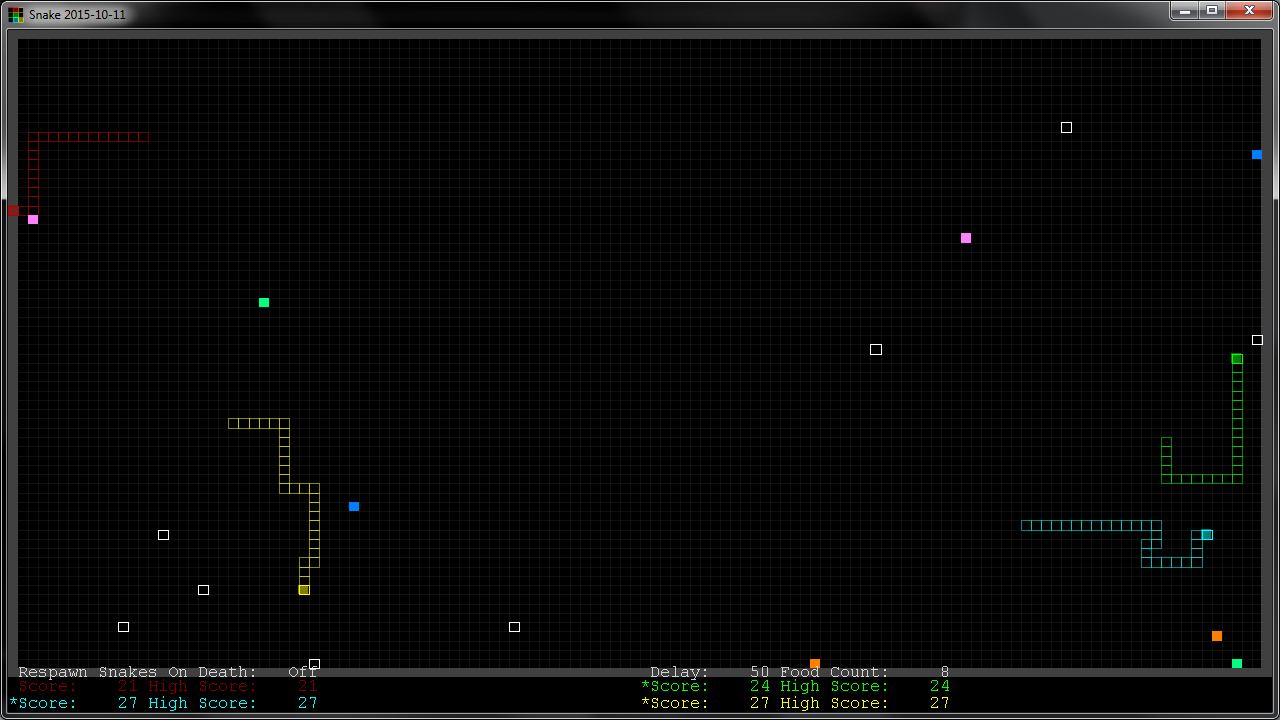 Snake 2015-10-11
Respawn Snakes On Death: Off Delay: 50 Food Count: 8
Score: 21 High Score: 21 *Score: 24 High Score: 24
*Score: 27 High Score: 27 *Score: 27 High Score: 27